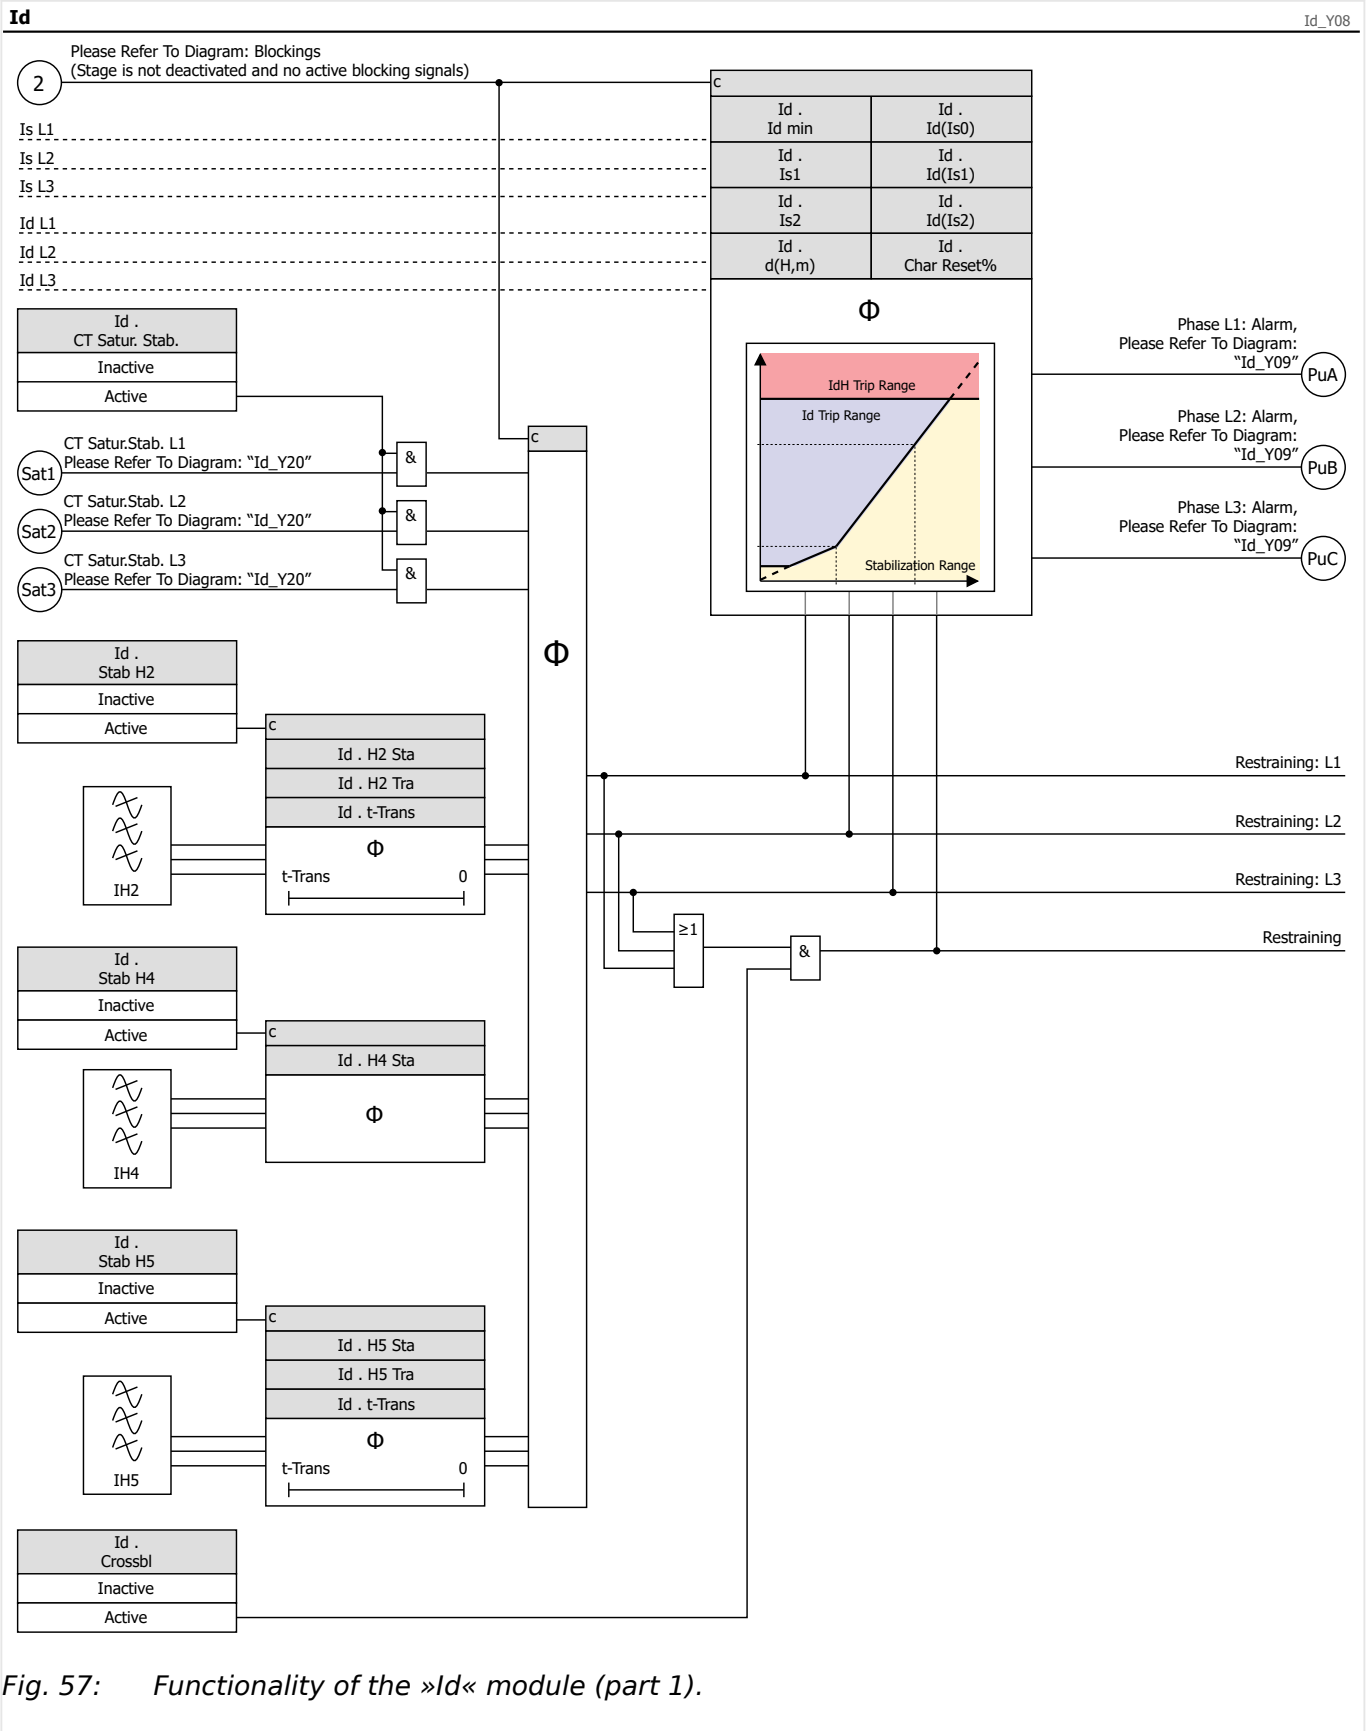 Id
Id_Y08
Please Refer To Diagram: Blockings
(Stage is not deactivated and no active blocking signals)
2
c
Id .
Id min
Id .
Id(Is0)
Id .
Is1
Id .
Id(Is1)
Id .
Is2
Id .
Id(Is2)
Id .
d(H,m)
Id .
Char Reset%
Is L1
Is L2
Is L3
Id L1
Id L2
Id L3
Φ
IdH Trip Range
Id Trip Range
Stabilization Range
Phase L1: Alarm,
Please Refer To Diagram:
“Id_Y09”
PuA
Phase L2: Alarm,
Please Refer To Diagram:
“Id_Y09”
PuB
Phase L3: Alarm,
Please Refer To Diagram:
“Id_Y09”
PuC
Id .
CT Satur. Stab.
Inactive
Active
c
CT Satur.Stab. L1
Please Refer To Diagram: “Id_Y20”
Sat1
&
CT Satur.Stab. L2
Please Refer To Diagram: “Id_Y20”
Sat2
&
CT Satur.Stab. L3
Please Refer To Diagram: “Id_Y20”
Sat3
&
Φ
Id .
Stab H2
Inactive
Active
c
Id . H2 Sta
Id . H2 Tra
Id . t-Trans
Φ
t-Trans 0
IH2
Restraining: L1
Restraining: L2
Restraining: L3
≥1
&
Restraining
Id .
Stab H4
Inactive
Active
c
Id . H4 Sta
Φ
IH4
Id .
Stab H5
Inactive
Active
c
Id . H5 Sta
Id . H5 Tra
Id . t-Trans
Φ
t-Trans 0
IH5
Id .
Crossbl
Inactive
Active
Fig. 57: Functionality of the »Id« module (part 1).